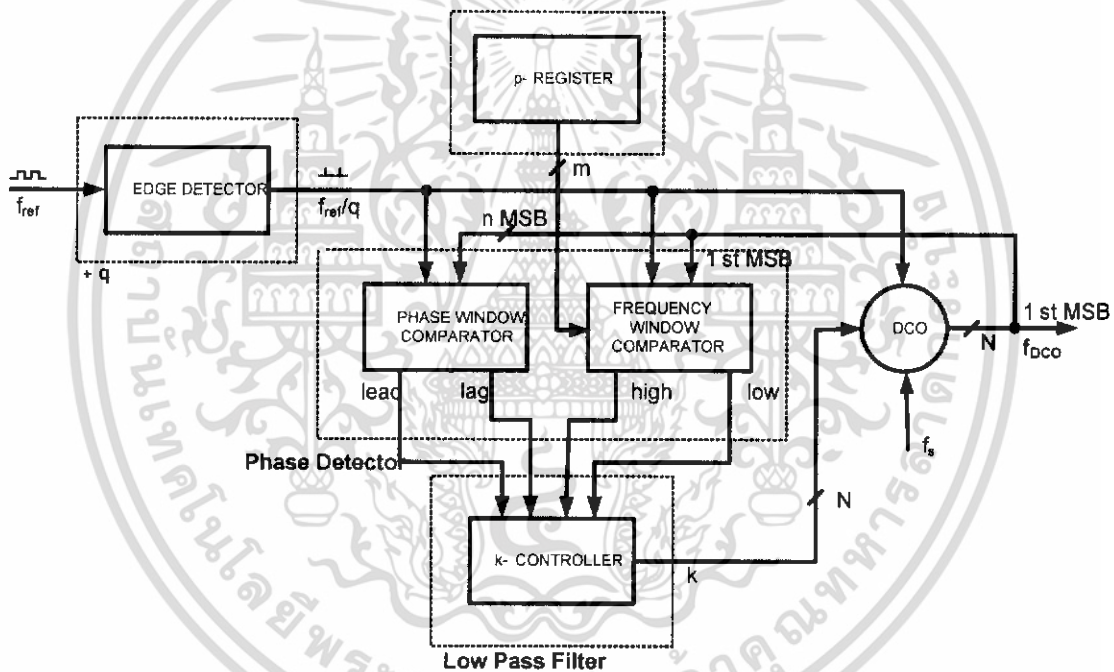 p- REGISTER
m
EDGE DETECTOR
f_ref
f_ref/q
+ q
n MSB
1 st MSB
PHASE WINDOW
COMPARATOR
FREQUENCY
WINDOW
COMPARATOR
DCO
N
1 st MSB
f_DCO
f_s
lead
lag
high
low
Phase Detector
k- CONTROLLER
k
N
Low Pass Filter